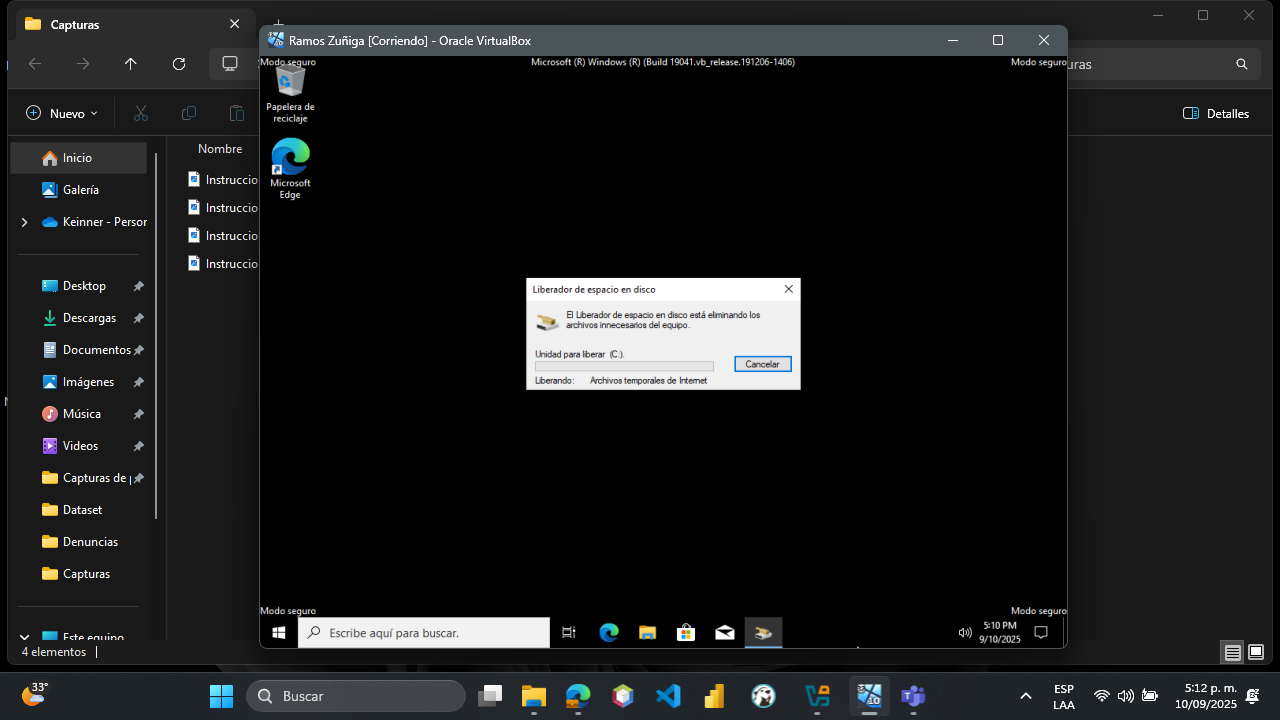 Capturas
Ramos Zuñiga [Corriendo] - Oracle VirtualBox
Modo seguro
Microsoft (R) Windows (R) (Build 19041.vb_release.191206-1406)
Modo seguro
uras
Nuevo
Detalles
Papelera de
reciclaje
Microsoft
Edge
Nombre
Instruccio
Instruccio
Instruccio
Instruccio
Inicio
Galería
Keinner - Person
Desktop
Descargas
Documentos
Imágenes
Música
Videos
Capturas de
Dataset
Denuncias
Capturas
Este equipo
4 elementos
Liberador de espacio en disco
El Liberador de espacio en disco está eliminando los
archivos innecesarios del equipo.
Unidad para liberar (C:).
Cancelar
Liberando: Archivos temporales de Internet
Modo seguro
Modo seguro
Escribe aquí para buscar.
5:10 PM
9/10/2025
33°
Buscar
ESP
LAA
5:12 p. m.
10/09/2025